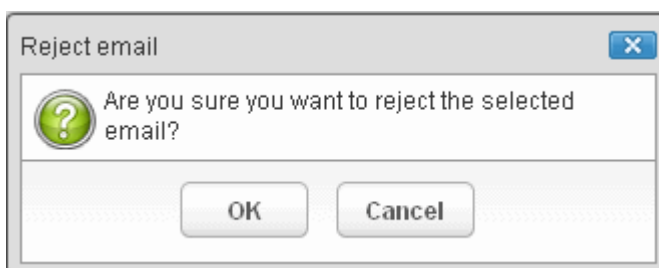 Reject email
Are you sure you want to reject the selected
email?
OK
Cancel